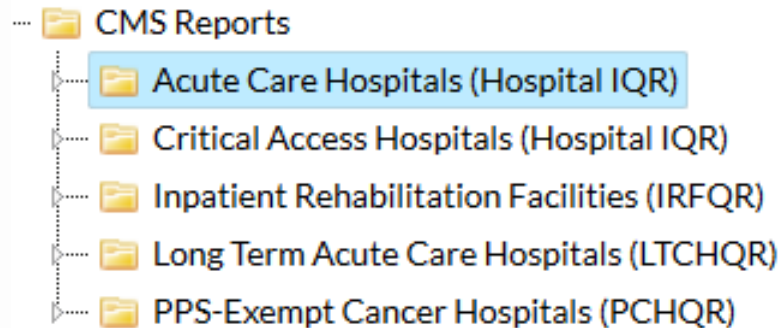 CMS Reports
Acute Care Hospitals (Hospital IQR)
Critical Access Hospitals (Hospital IQR)
Inpatient Rehabilitation Facilities (IRFQR)
Long Term Acute Care Hospitals (LTCHQR)
PPS-Exempt Cancer Hospitals (PCHQR)